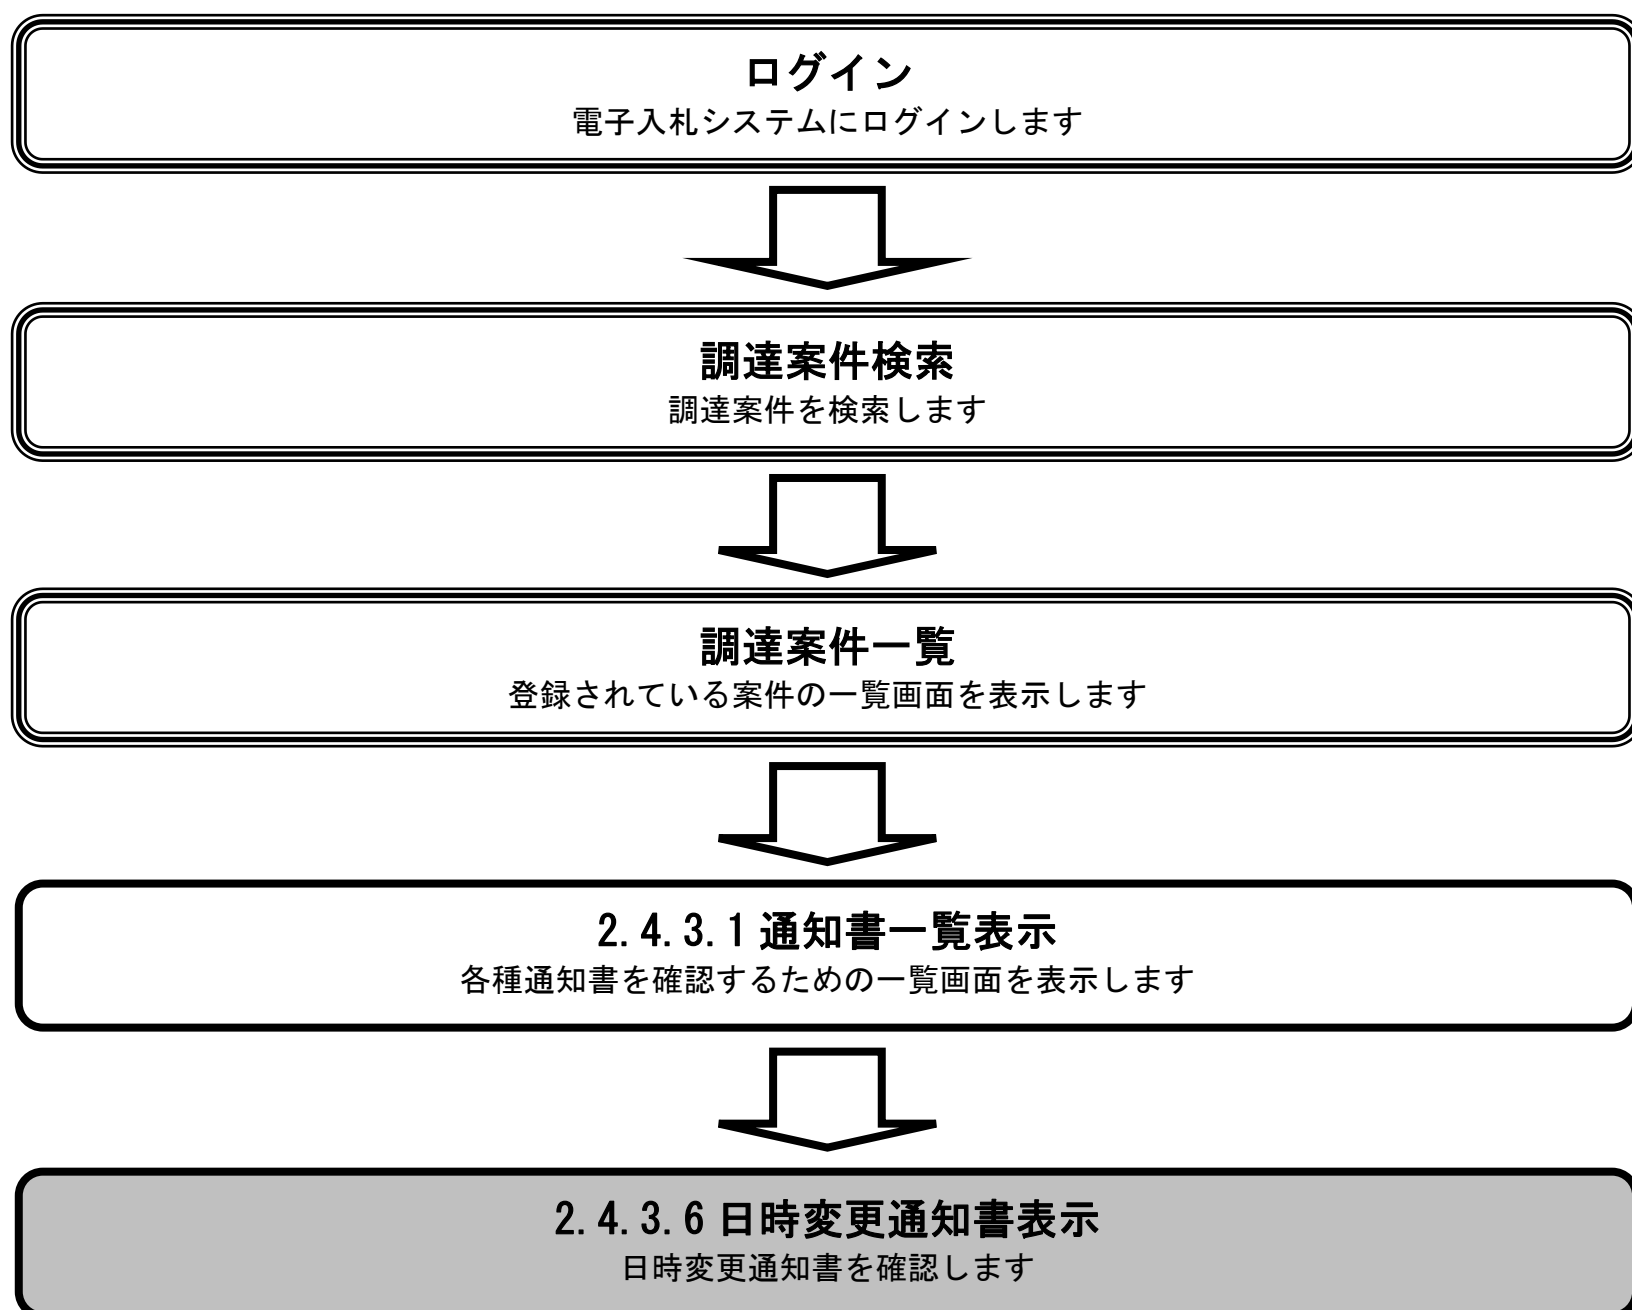 ログイン
電子入札システムにログインします
調達案件検索
調達案件を検索します
調達案件一覧
登録されている案件の一覧画面を表示します
2.4.3.1 通知書一覧表示
各種通知書を確認するための一覧画面を表示します
2.4.3.6 日時変更通知書表示
日時変更通知書を確認します